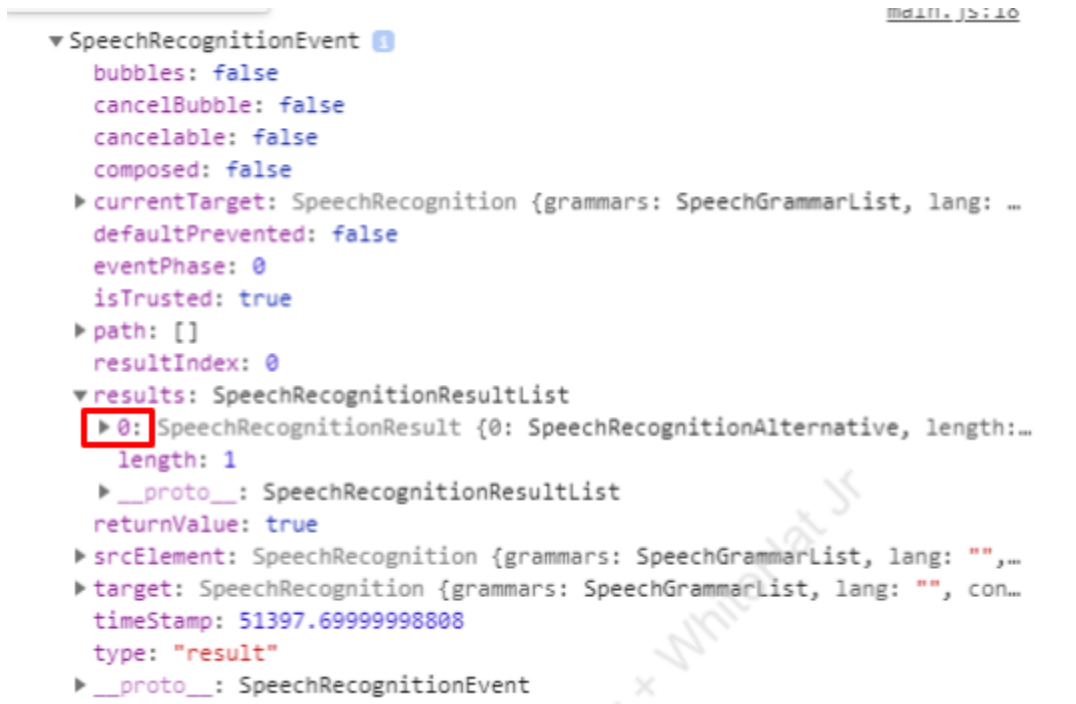 main.js:18
▼SpeechRecognitionEvent i
bubbles: false
cancelBubble: false
cancelable: false
composed: false
▶currentTarget: SpeechRecognition {grammars: SpeechGrammarList, lang: …
defaultPrevented: false
eventPhase: 0
isTrusted: true
▶path: []
resultIndex: 0
▼results: SpeechRecognitionResultList
▶0: SpeechRecognitionResult {0: SpeechRecognitionAlternative, length:…
length: 1
▶__proto__: SpeechRecognitionResultList
returnValue: true
▶srcElement: SpeechRecognition {grammars: SpeechGrammarList, lang: "",…
▶target: SpeechRecognition {grammars: SpeechGrammarList, lang: "", con…
timeStamp: 51397.69999998808
type: "result"
▶__proto__: SpeechRecognitionEvent
× WhiteHat Jr